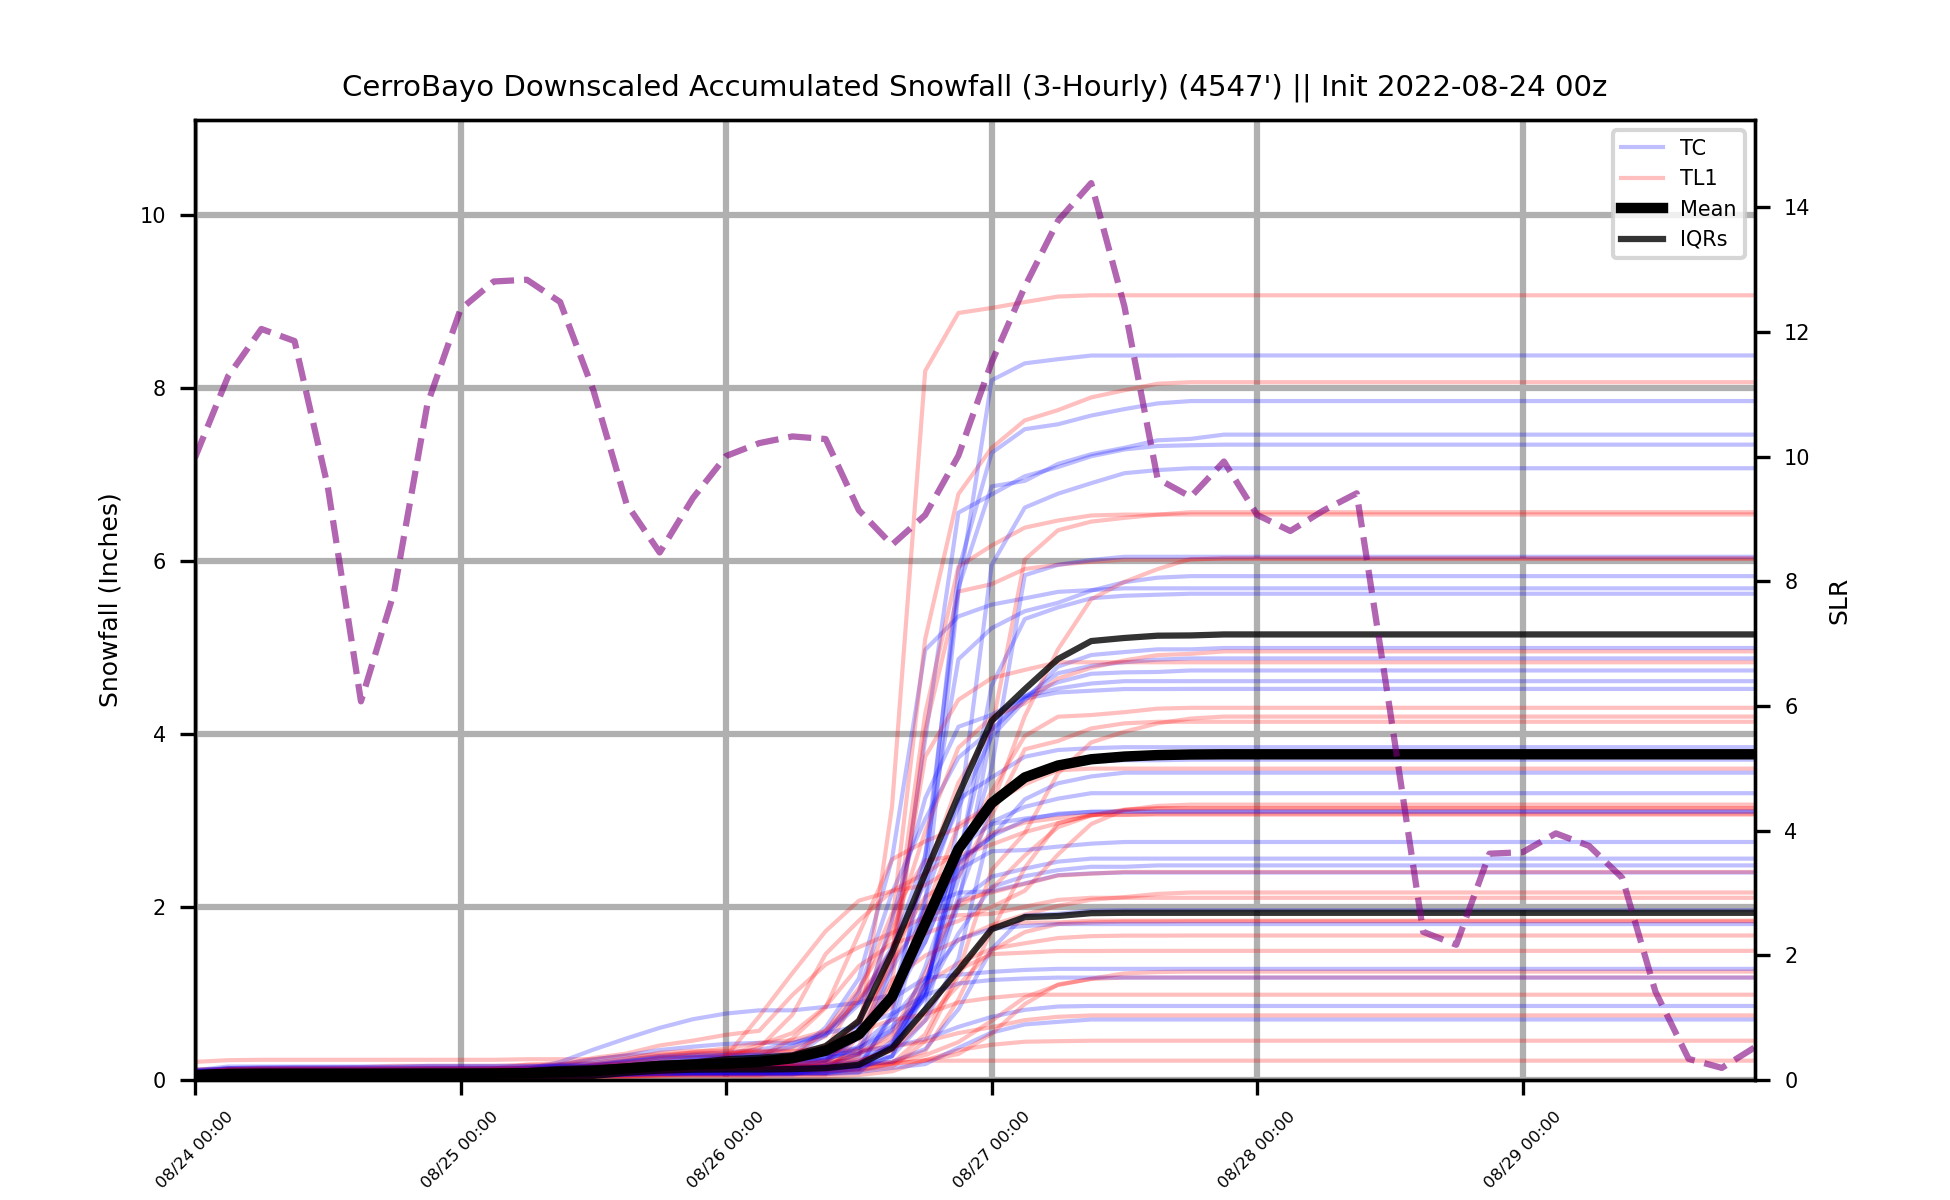 CerroBayo Downscaled Accumulated Snowfall (3-Hourly) (4547') || Init 2022-08-24 00z
TC
TL1
Mean
IQRs
Snowfall (Inches)
10
8
6
4
2
0
SLR
14
12
10
8
6
4
2
0
08/24 00:00
08/25 00:00
08/26 00:00
08/27 00:00
08/28 00:00
08/29 00:00